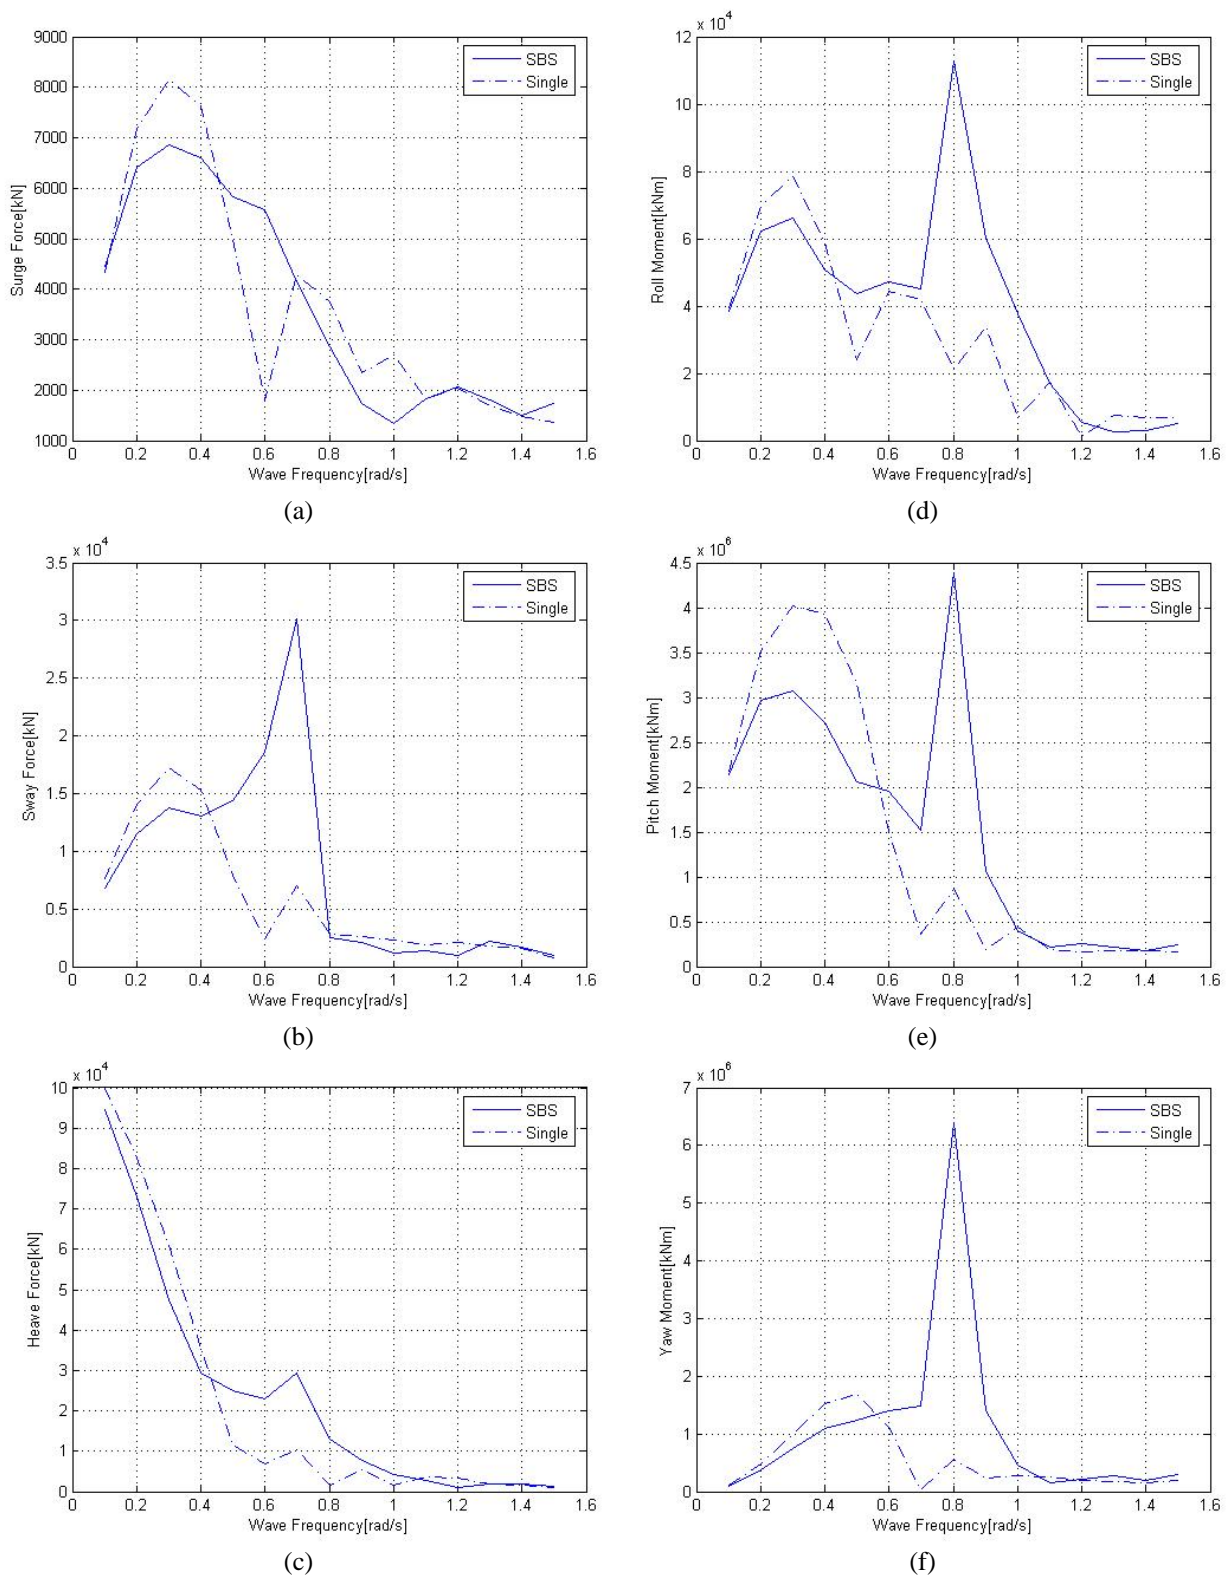 9000
8000
7000
6000
5000
4000
3000
2000
1000
0 0.2 0.4 0.6 0.8 1 1.2 1.4 1.6
Surge Force[kN]
Wave Frequency[rad/s]
SBS
Single
(a)
x 10^4
12
10
8
6
4
2
0
0 0.2 0.4 0.6 0.8 1 1.2 1.4 1.6
Roll Moment[kNm]
Wave Frequency[rad/s]
SBS
Single
(d)
x 10^4
3.5
3
2.5
2
1.5
1
0.5
0
0 0.2 0.4 0.6 0.8 1 1.2 1.4 1.6
Sway Force[kN]
Wave Frequency[rad/s]
SBS
Single
(b)
x 10^6
4.5
4
3.5
3
2.5
2
1.5
1
0.5
0
0 0.2 0.4 0.6 0.8 1 1.2 1.4 1.6
Pitch Moment[kNm]
Wave Frequency[rad/s]
SBS
Single
(e)
x 10^4
10
9
8
7
6
5
4
3
2
1
0
0 0.2 0.4 0.6 0.8 1 1.2 1.4 1.6
Heave Force[kN]
Wave Frequency[rad/s]
SBS
Single
(c)
x 10^6
7
6
5
4
3
2
1
0
0 0.2 0.4 0.6 0.8 1 1.2 1.4 1.6
Yaw Moment[kNm]
Wave Frequency[rad/s]
SBS
Single
(f)